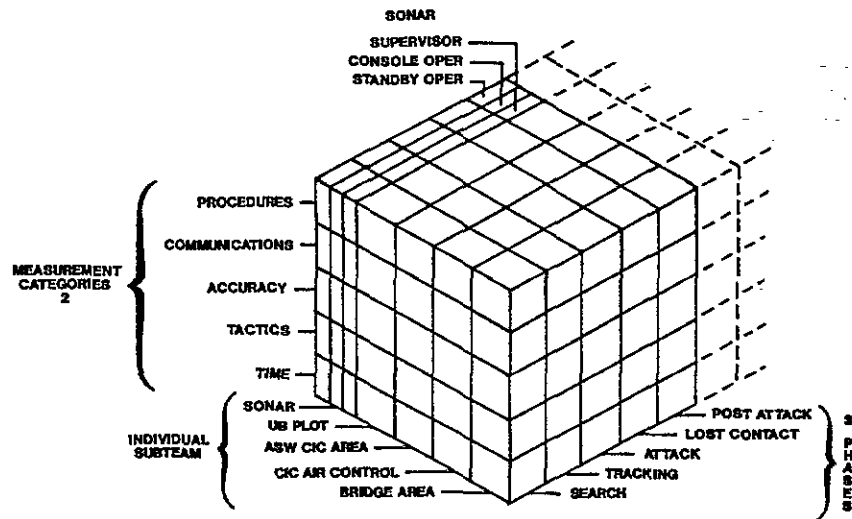 SONAR
SUPERVISOR
CONSOLE OPER
STANDBY OPER
PROCEDURES
COMMUNICATIONS
MEASUREMENT
CATEGORIES
2
ACCURACY
TACTICS
TIME
INDIVIDUAL
SUBTEAM
SONAR
UB PLOT
ASW CIC AREA
CIC AIR CONTROL
BRIDGE AREA
POST ATTACK
LOST CONTACT
ATTACK
TRACKING
SEARCH
PHASES